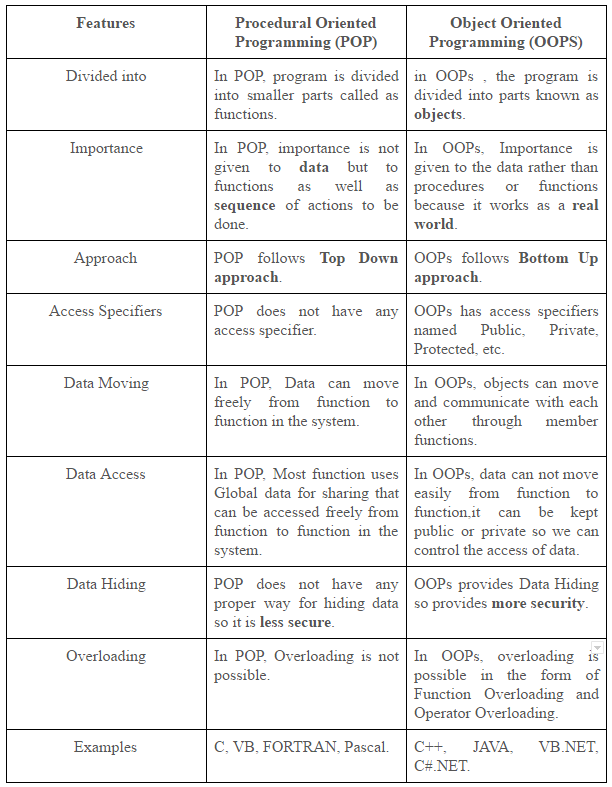 Features
Procedural Oriented
Programming (POP)
Object Oriented
Programming (OOPS)
Divided into
In POP, program is divided
into smaller parts called as
functions.
in OOPs , the program is
divided into parts known as
objects.
Importance
In POP, importance is not
given to data but to
functions as well as
sequence of actions to be
done.
In OOPs, Importance is
given to the data rather than
procedures or functions
because it works as a real
world.
Approach
POP follows Top Down
approach.
OOPs follows Bottom Up
approach.
Access Specifiers
POP does not have any
access specifier.
OOPs has access specifiers
named Public, Private,
Protected, etc.
Data Moving
In POP, Data can move
freely from function to
function in the system.
In OOPs, objects can move
and communicate with each
other through member
functions.
Data Access
In POP, Most function uses
Global data for sharing that
can be accessed freely from
function to function in the
system.
In OOPs, data can not move
easily from function to
function,it can be kept
public or private so we can
control the access of data.
Data Hiding
POP does not have any
proper way for hiding data
so it is less secure.
OOPs provides Data Hiding
so provides more security.
Overloading
In POP, Overloading is not
possible.
In OOPs, overloading is
possible in the form of
Function Overloading and
Operator Overloading.
Examples
C, VB, FORTRAN, Pascal.
C++, JAVA, VB.NET,
C#.NET.